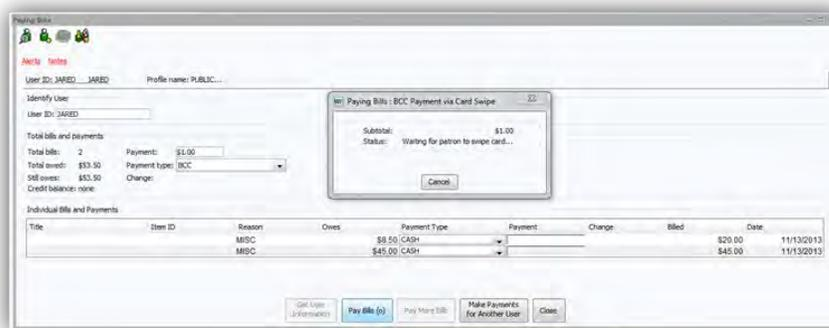 Paying Bills
Alerts Notes
User ID: JARED JARED Profile name: PUBLIC...
Identify User
User ID: JARED
Total bills and payments
Total bills: 2 Payment: $1.00
Total owed: $53.50 Payment type: BCC
Still owes: $53.50 Change:
Credit balance: none
Paying Bills : BCC Payment via Card Swipe
Subtotal: $1.00
Status: Waiting for patron to swipe card...
Cancel
Individual Bills and Payments
Title Item ID Reason Owes Payment Type Payment Change Billed Date
MISC $8.50 CASH $20.00 11/13/2013
MISC $45.00 CASH $45.00 11/13/2013
Get User
Information
Pay Bills (o)
Pay More Bills
Make Payments
for Another User
Close